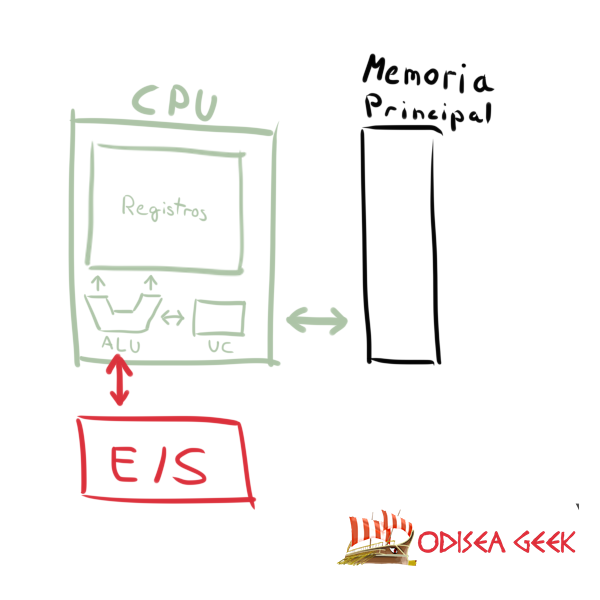 CPU
Memoria
Principal
Registros
ALU
UC
E/S
ODISEA GEEK